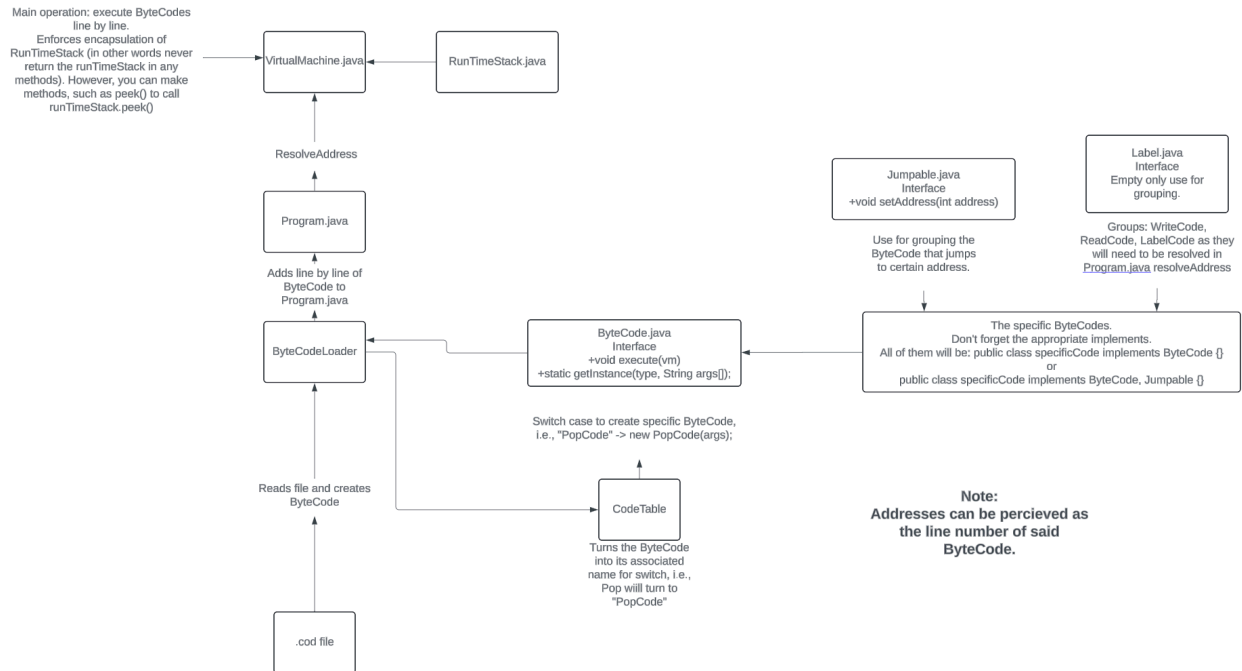 Main operation: execute ByteCodes
line by line.
Enforces encapsulation of
RunTimeStack (in other words never
return the runTimeStack in any
methods). However, you can make
methods, such as peek() to call
runTimeStack.peek()
VirtualMachine.java
RunTimeStack.java
ResolveAddress
Program.java
Adds line by line of
ByteCode to
Program.java
ByteCodeLoader
Reads file and creates
ByteCode
.cod file
ByteCode.java
Interface
+void execute(vm)
+static getInstance(type, String args[]);
Switch case to create specific ByteCode,
i.e., "PopCode" -> new PopCode(args);
CodeTable
Turns the ByteCode
into its associated
name for switch, i.e.,
Pop wiill turn to
"PopCode"
Jumpable.java
Interface
+void setAddress(int address)
Use for grouping the
ByteCode that jumps
to certain address.
Label.java
Interface
Empty only use for
grouping.
Groups: WriteCode,
ReadCode, LabelCode as they
will need to be resolved in
Program.java resolveAddress
The specific ByteCodes.
Don't forget the appropriate implements.
All of them will be: public class specificCode implements ByteCode {}
or
public class specificCode implements ByteCode, Jumpable {}
Note:
Addresses can be percieved as
the line number of said
ByteCode.